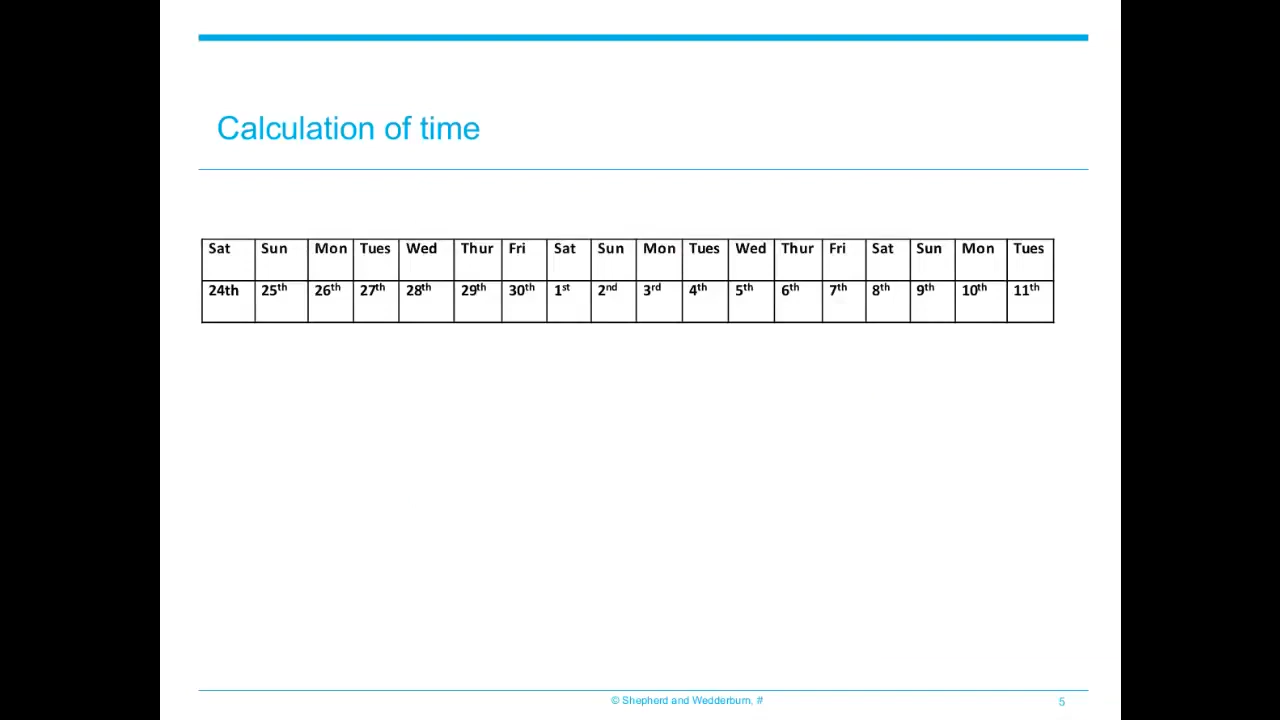 Calculation of time
Sat Sun Mon Tues Wed Thur Fri Sat Sun Mon Tues Wed Thur Fri Sat Sun Mon Tues
24th 25th 26th 27th 28th 29th 30th 1st 2nd 3rd 4th 5th 6th 7th 8th 9th 10th 11th
© Shepherd and Wedderburn, # 5